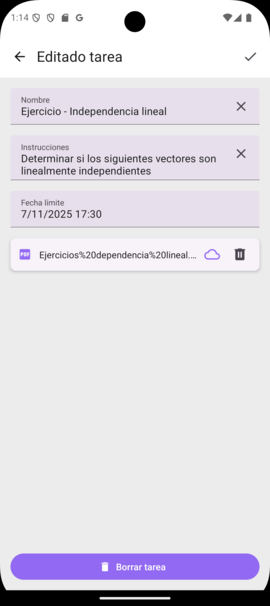 1:14 G
Editado tarea
Nombre
Ejercicio - Independencia lineal
Instrucciones
Determinar si los siguientes vectores son
linealmente independientes
Fecha límite
7/11/2025 17:30
PDF Ejercicios%20dependencia%20lineal....
Borrar tarea